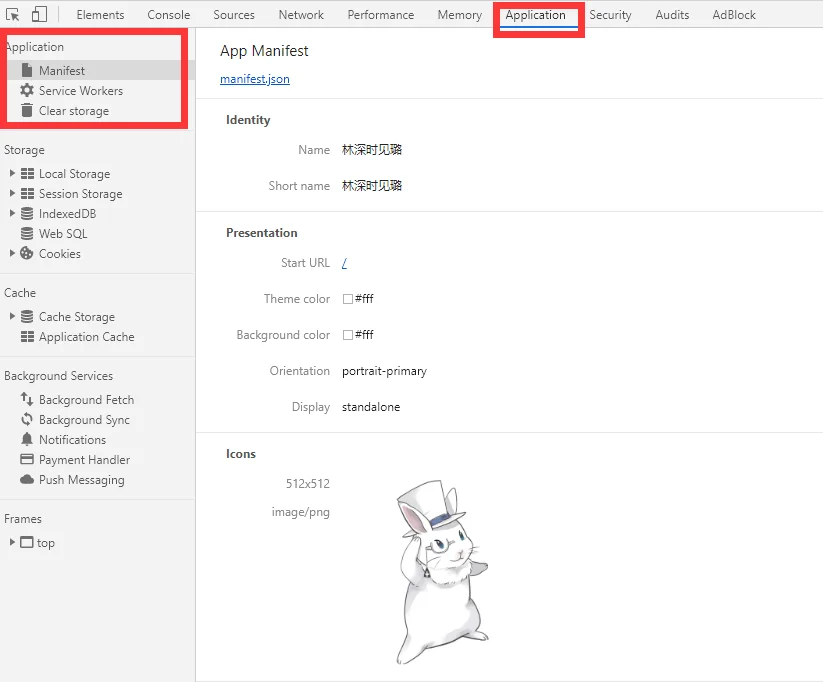 Elements Console Sources Network Performance Memory Application Security Audits AdBlock
Application
Manifest
Service Workers
Clear storage
Storage
Local Storage
Session Storage
IndexedDB
Web SQL
Cookies
Cache
Cache Storage
Application Cache
Background Services
Background Fetch
Background Sync
Notifications
Payment Handler
Push Messaging
Frames
top
App Manifest
manifest.json
Identity
Name 林深时见璐
Short name 林深时见璐
Presentation
Start URL /
Theme color #fff
Background color #fff
Orientation portrait-primary
Display standalone
Icons
512x512
image/png